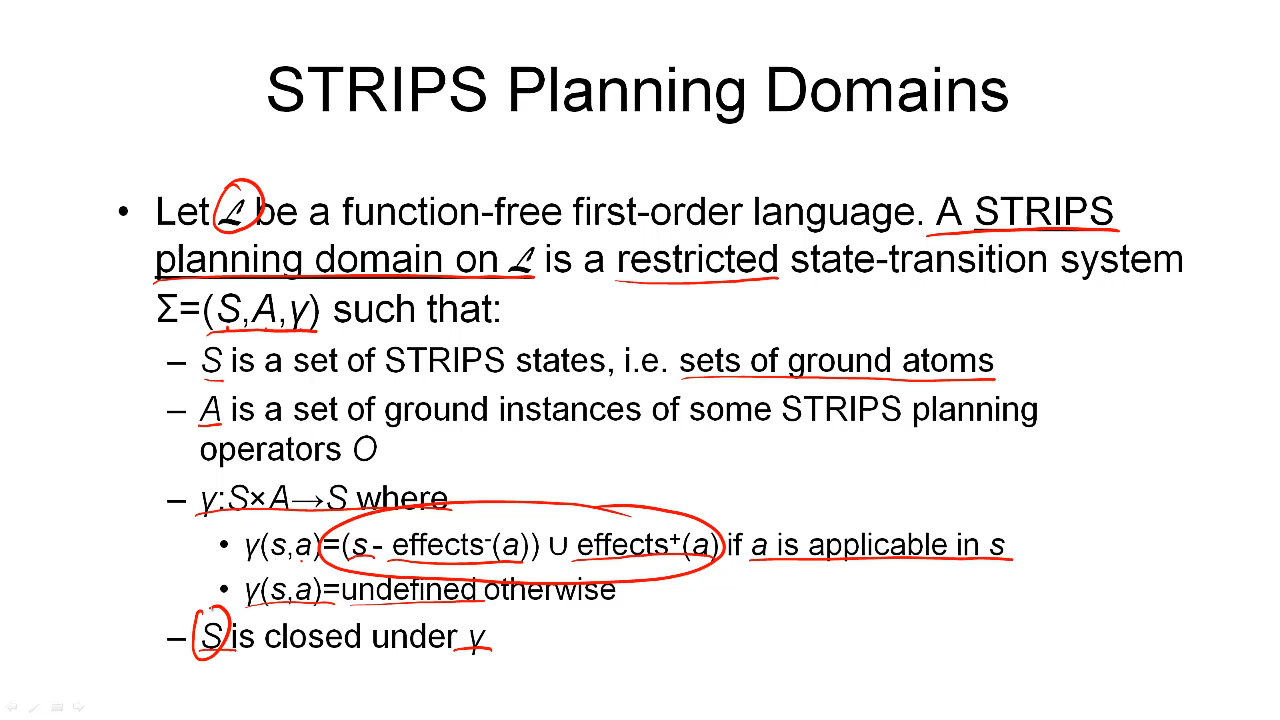 STRIPS Planning Domains
• Let ℒ be a function-free first-order language. A STRIPS
planning domain on ℒ is a restricted state-transition system
Σ=(S,A,γ) such that:
– S is a set of STRIPS states, i.e. sets of ground atoms
– A is a set of ground instances of some STRIPS planning
operators O
– γ:S×A→S where
• γ(s,a)=(s - effects⁻(a)) ∪ effects⁺(a) if a is applicable in s
• γ(s,a)=undefined otherwise
– S is closed under γ